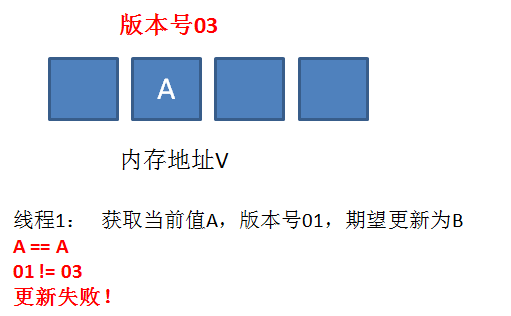 版本号03
A
内存地址V
线程1： 获取当前值A，版本号01，期望更新为B
A == A
01 != 03
更新失败！